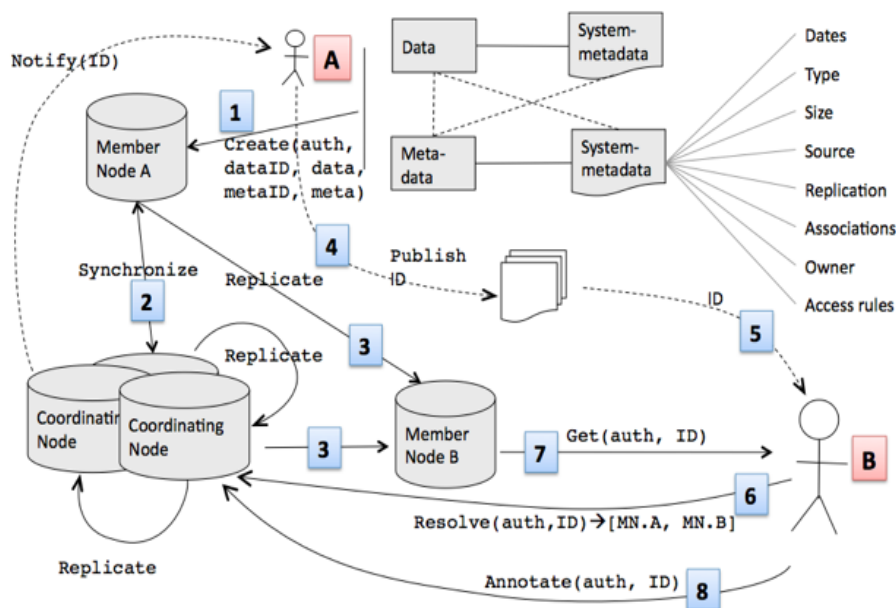 Notify(ID)
A
Data
System-
metadata
Dates
Type
Size
Source
Replication
Associations
Owner
Access rules
1
Member
Node A
Create(auth,
dataID, data,
metaID, meta)
Meta-
data
System-
metadata
4
Publish
ID
ID
5
Synchronize
2
Replicate
3
Replicate
Coordinating
Node
Coordinating
Node
3
Member
Node B
7
Get(auth, ID)
B
6
Resolve(auth,ID)→[MN.A, MN.B]
Replicate
Annotate(auth, ID)
8